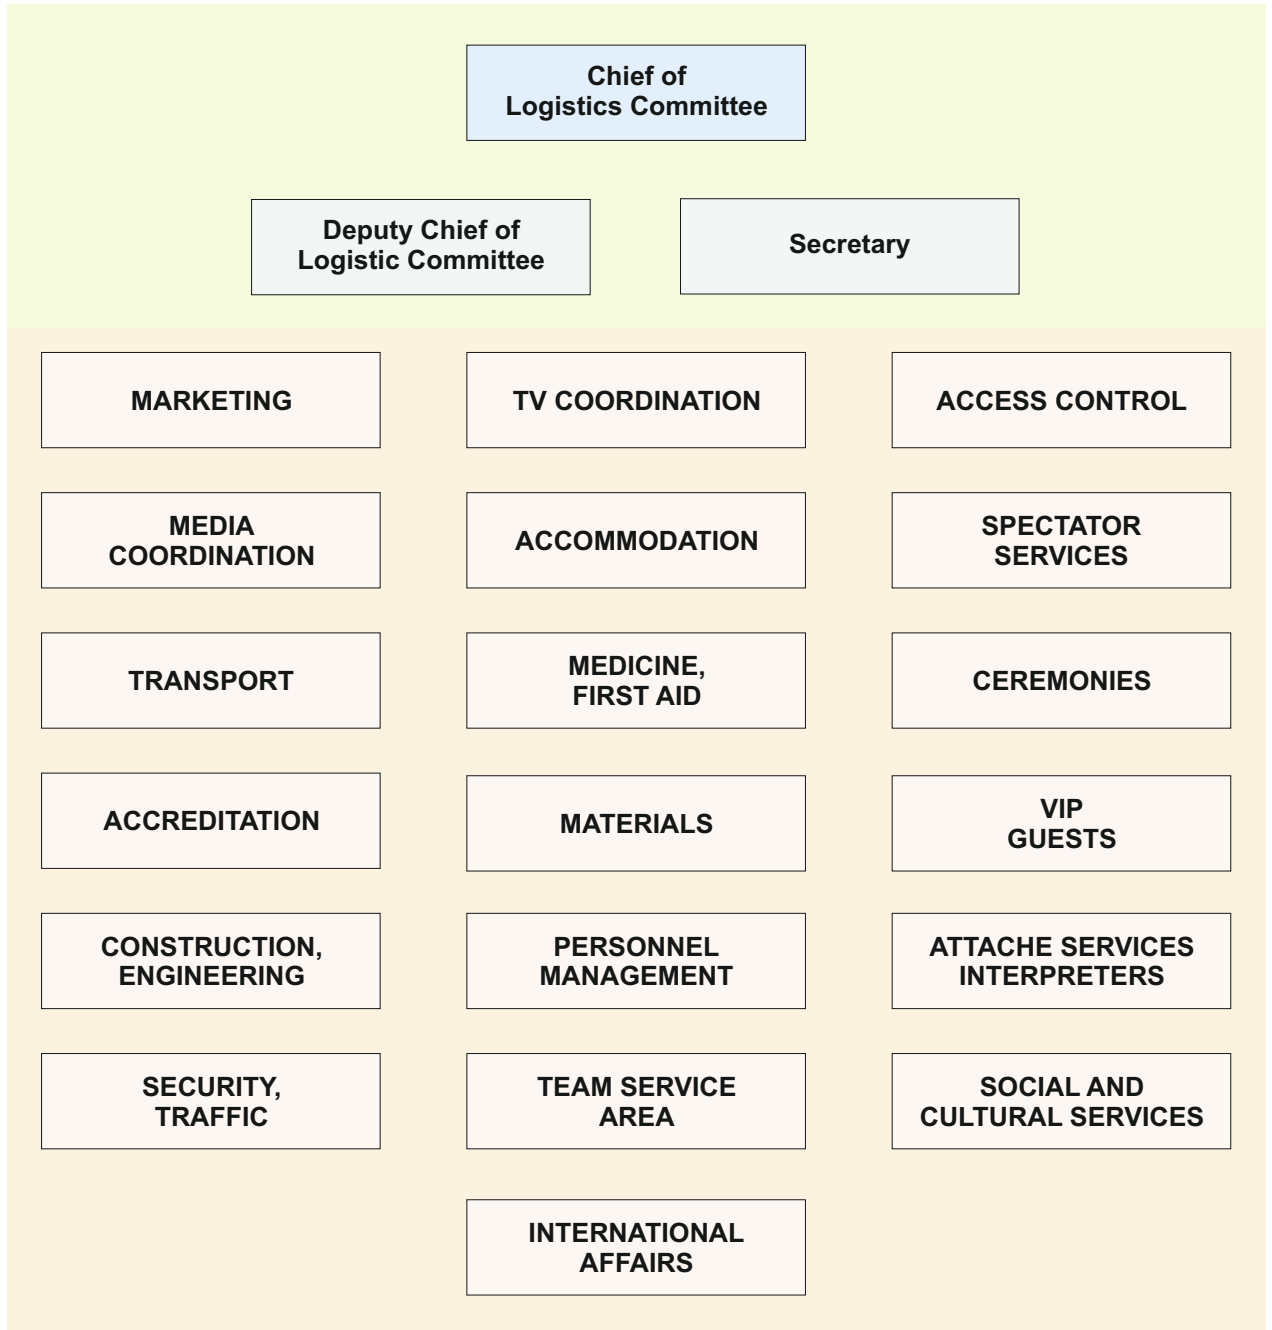 Chief of
Logistics Committee
Deputy Chief of
Logistic Committee
Secretary
MARKETING
TV COORDINATION
ACCESS CONTROL
MEDIA
COORDINATION
ACCOMMODATION
SPECTATOR
SERVICES
TRANSPORT
MEDICINE,
FIRST AID
CEREMONIES
ACCREDITATION
MATERIALS
VIP
GUESTS
CONSTRUCTION,
ENGINEERING
PERSONNEL
MANAGEMENT
ATTACHE SERVICES
INTERPRETERS
SECURITY,
TRAFFIC
TEAM SERVICE
AREA
SOCIAL AND
CULTURAL SERVICES
INTERNATIONAL
AFFAIRS